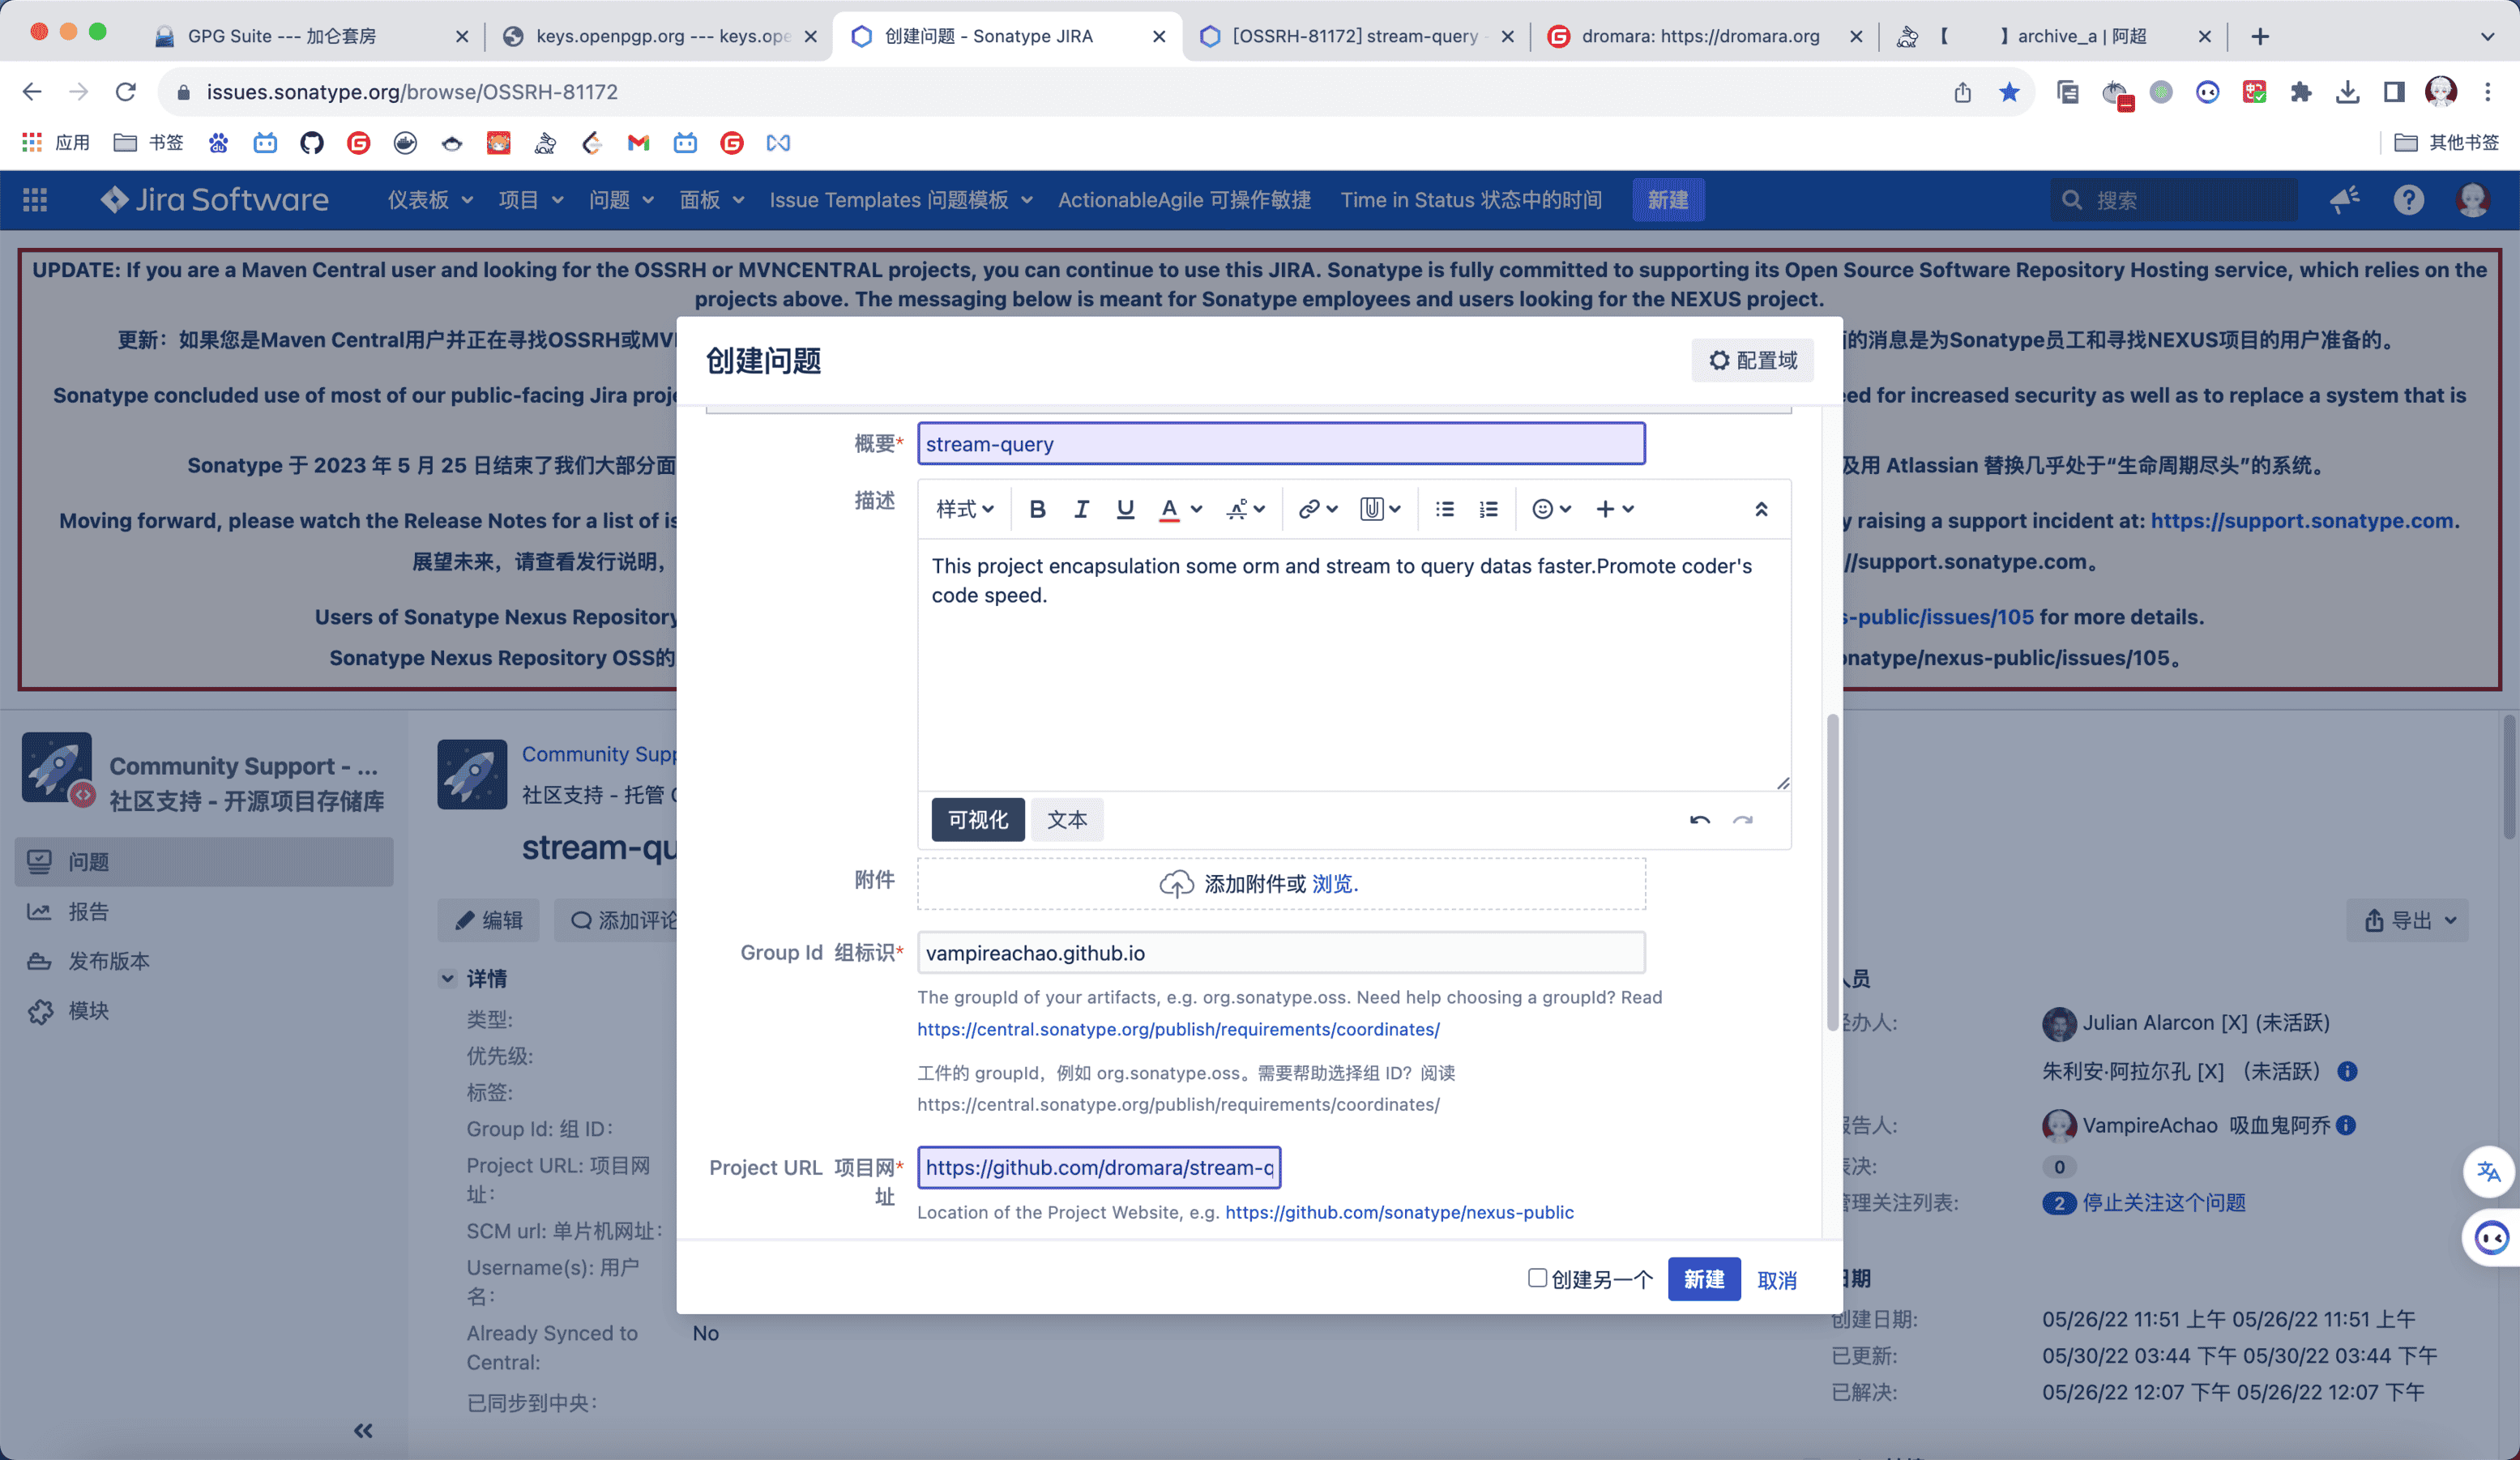 GPG Suite --- 加仑套房
keys.openpgp.org --- keys.ope
创建问题 - Sonatype JIRA
[OSSRH-81172] stream-query -
dromara: https://dromara.org
【 】archive_a | 阿超
issues.sonatype.org/browse/OSSRH-81172
应用
书签
其他书签
Jira Software
仪表板
项目
问题
面板
Issue Templates 问题模板
ActionableAgile 可操作敏捷
Time in Status 状态中的时间
新建
搜索
UPDATE: If you are a Maven Central user and looking for the OSSRH or MVNCENTRAL projects, you can continue to use this JIRA. Sonatype is fully committed to supporting its Open Source Software Repository Hosting service, which relies on the
projects above. The messaging below is meant for Sonatype employees and users looking for the NEXUS project.
更新：如果您是Maven Central用户并正在寻找OSSRH或MV
的消息是为Sonatype员工和寻找NEXUS项目的用户准备的。
Sonatype concluded use of most of our public-facing Jira proje
eed for increased security as well as to replace a system that is
Sonatype 于 2023 年 5 月 25 日结束了我们大部分面
及用 Atlassian 替换几乎处于“生命周期尽头”的系统。
Moving forward, please watch the Release Notes for a list of is
y raising a support incident at: https://support.sonatype.com.
展望未来，请查看发行说明，
//support.sonatype.com。
Users of Sonatype Nexus Repository
s-public/issues/105 for more details.
Sonatype Nexus Repository OSS的
onatype/nexus-public/issues/105。
创建问题
配置域
概要*
stream-query
描述
样式
This project encapsulation some orm and stream to query datas faster.Promote coder's
code speed.
可视化
文本
附件
添加附件或 浏览.
Group Id 组标识*
vampireachao.github.io
The groupId of your artifacts, e.g. org.sonatype.oss. Need help choosing a groupId? Read
https://central.sonatype.org/publish/requirements/coordinates/
工件的 groupId，例如 org.sonatype.oss。需要帮助选择组 ID？阅读
https://central.sonatype.org/publish/requirements/coordinates/
Project URL 项目网*
址
https://github.com/dromara/stream-q
Location of the Project Website, e.g. https://github.com/sonatype/nexus-public
创建另一个
新建
取消
Community Support - ...
社区支持 - 开源项目存储库
问题
报告
发布版本
模块
Community Supp
社区支持 - 托管
stream-qu
编辑
添加评论
导出
详情
类型:
优先级:
标签:
Group Id: 组 ID：
Project URL: 项目网
址：
SCM url: 单片机网址：
Username(s): 用户
名：
Already Synced to
Central:
No
已同步到中央：
人员
经办人:
Julian Alarcon [X] (未活跃)
朱利安·阿拉尔孔 [X] （未活跃）
报告人:
VampireAchao 吸血鬼阿乔
表决:
0
管理关注列表:
2 停止关注这个问题
日期
创建日期:
05/26/22 11:51 上午 05/26/22 11:51 上午
已更新:
05/30/22 03:44 下午 05/30/22 03:44 下午
已解决:
05/26/22 12:07 下午 05/26/22 12:07 下午